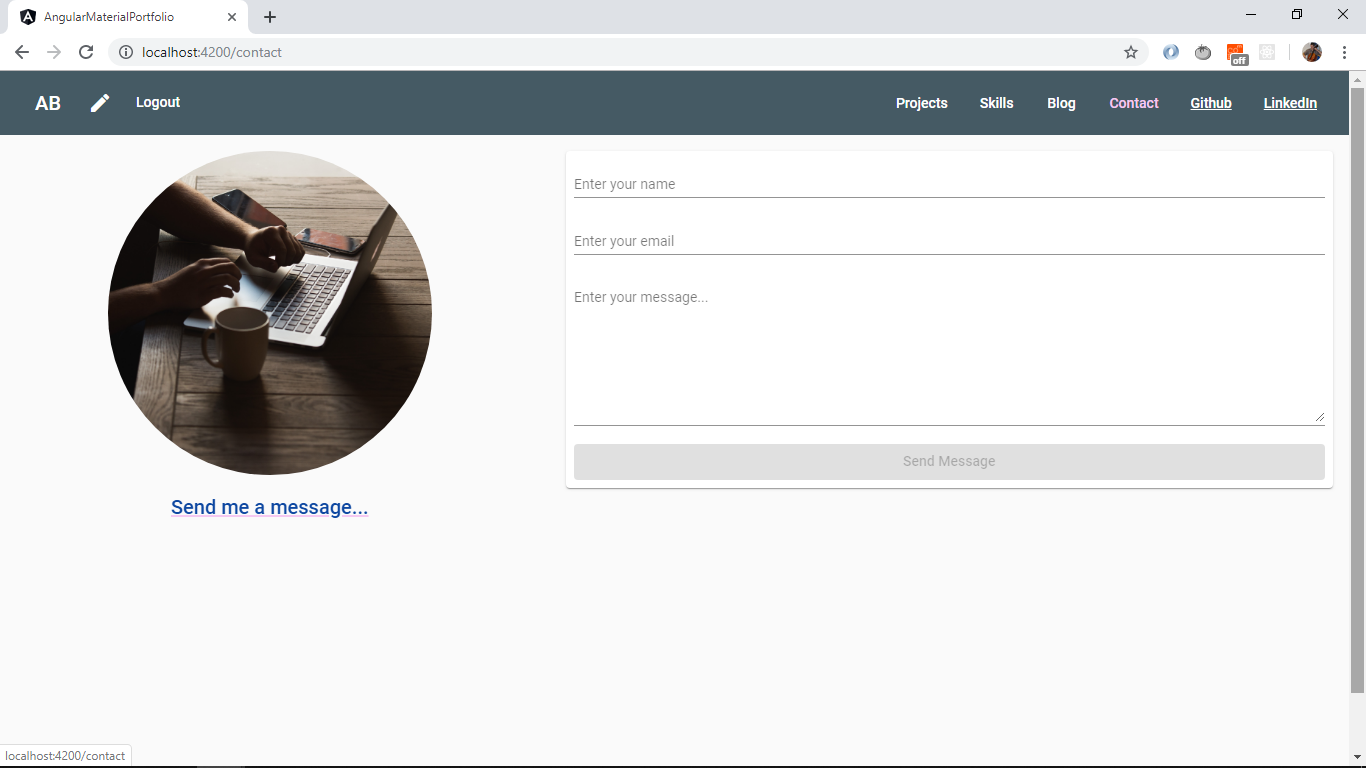 AngularMaterialPortfolio
localhost:4200/contact
off
AB Logout Projects Skills Blog Contact Github LinkedIn
Enter your name
Enter your email
Enter your message...
Send Message
Send me a message...
localhost:4200/contact